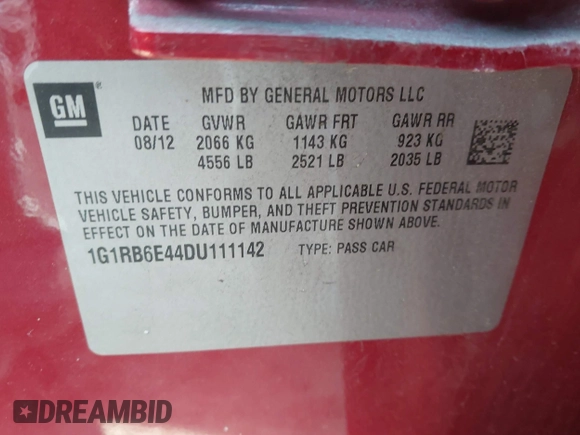 GM ®
MFD BY GENERAL MOTORS LLC
DATE GVWR GAWR FRT GAWR RR
08/12 2066 KG 1143 KG 923 KG
4556 LB 2521 LB 2035 LB
THIS VEHICLE CONFORMS TO ALL APPLICABLE U.S. FEDERAL MOTOR
VEHICLE SAFETY, BUMPER, AND THEFT PREVENTION STANDARDS IN
EFFECT ON THE DATE OF MANUFACTURE SHOWN ABOVE.
1G1RB6E44DU111142 TYPE: PASS CAR
DREAMBID